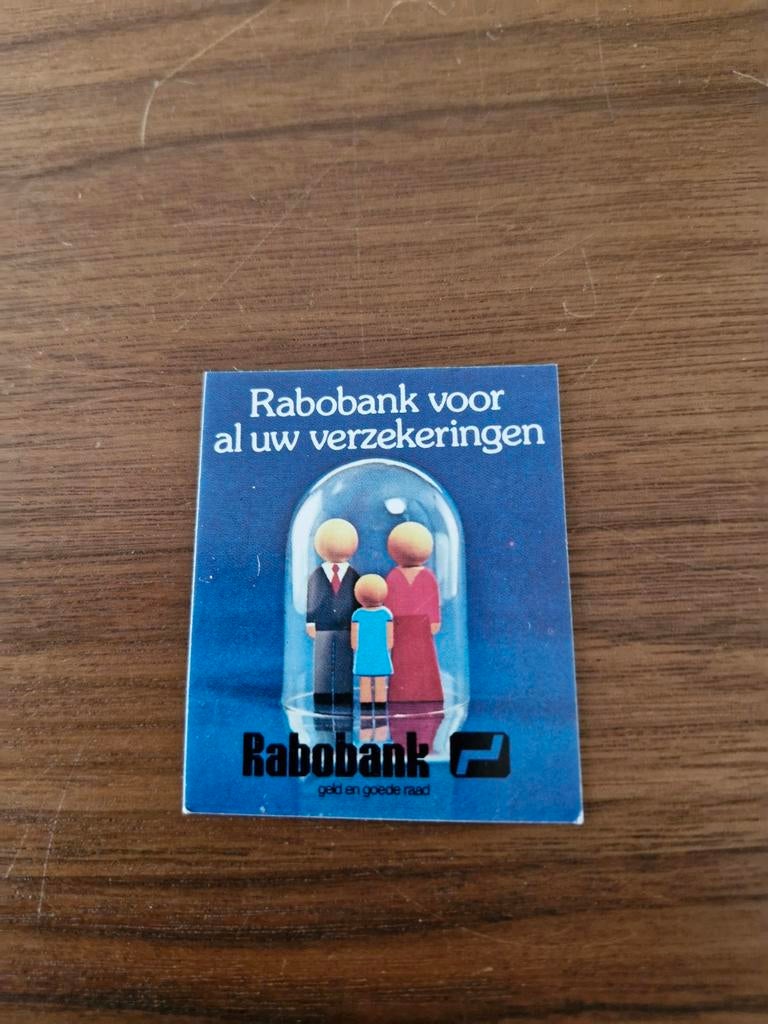 Rabobank voor
al uw verzekeringen
Rabobank
geld en goede raad